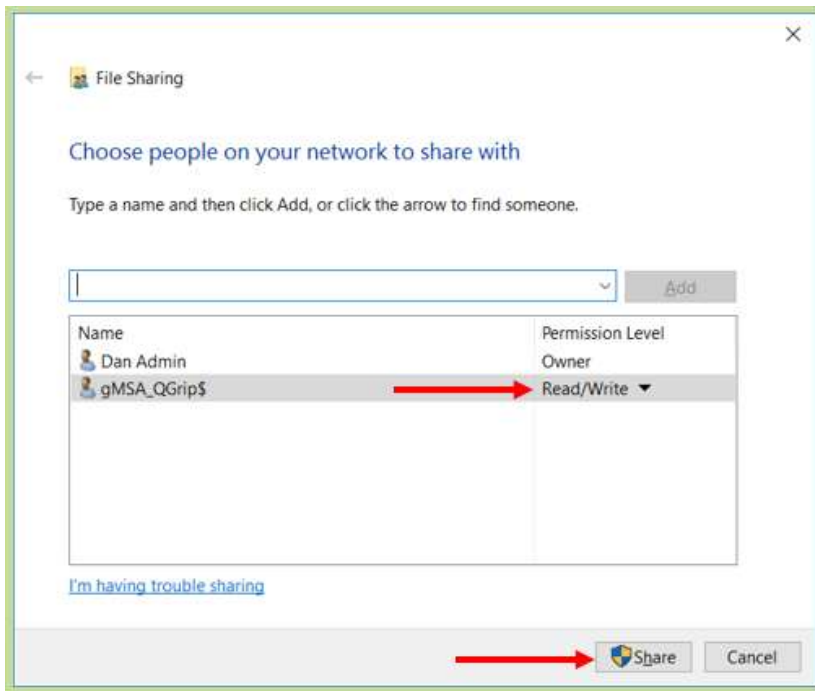 File Sharing
Choose people on your network to share with
Type a name and then click Add, or click the arrow to find someone.
Add
Name Permission Level
Dan Admin Owner
gMSA_QGrip$ Read/Write
I'm having trouble sharing
Share Cancel